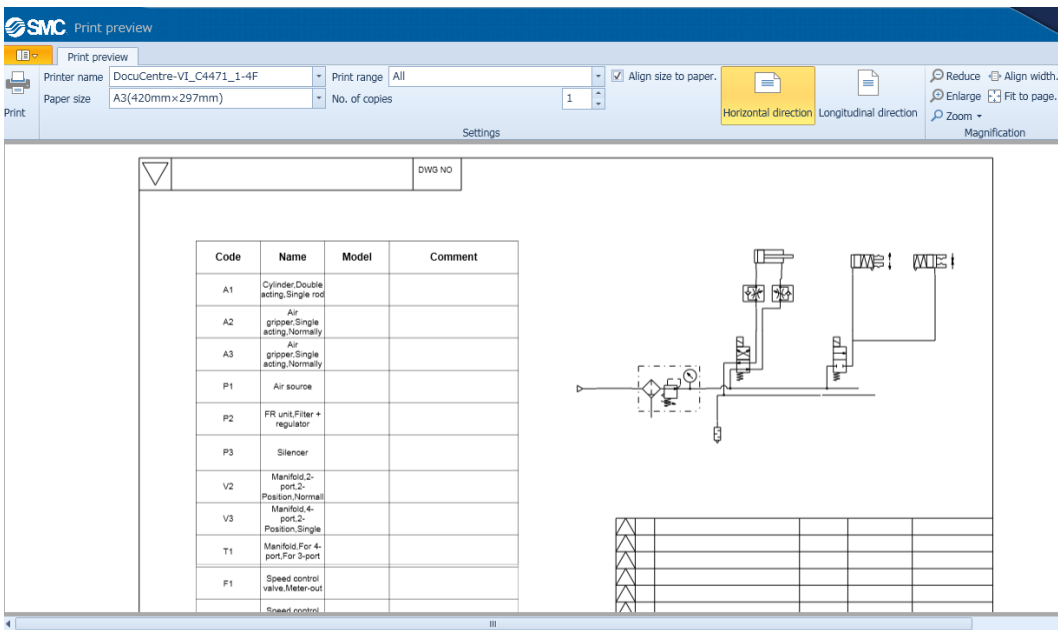 SMC Print preview
Print preview
Printer name DocuCentre-VI_C4471_1-4F Print range All Align size to paper. Reduce Align width.
Paper size A3(420mm×297mm) No. of copies 1 Enlarge Fit to page.
Print Horizontal direction Longitudinal direction Zoom
Settings Magnification
DWG NO
Code Name Model Comment
A1 Cylinder,Double
acting,Single rod
A2 Air
gripper,Single
acting,Normally
A3 Air
gripper,Single
acting,Normally
P1 Air source
P2 FR unit,Filter +
regulator
P3 Silencer
V2 Manifold,2-
port,2-
Position,Normall
V3 Manifold,4-
port,2-
Position,Single
T1 Manifold,For 4-
port,For 3-port
F1 Speed control
valve,Meter-out
Speed control